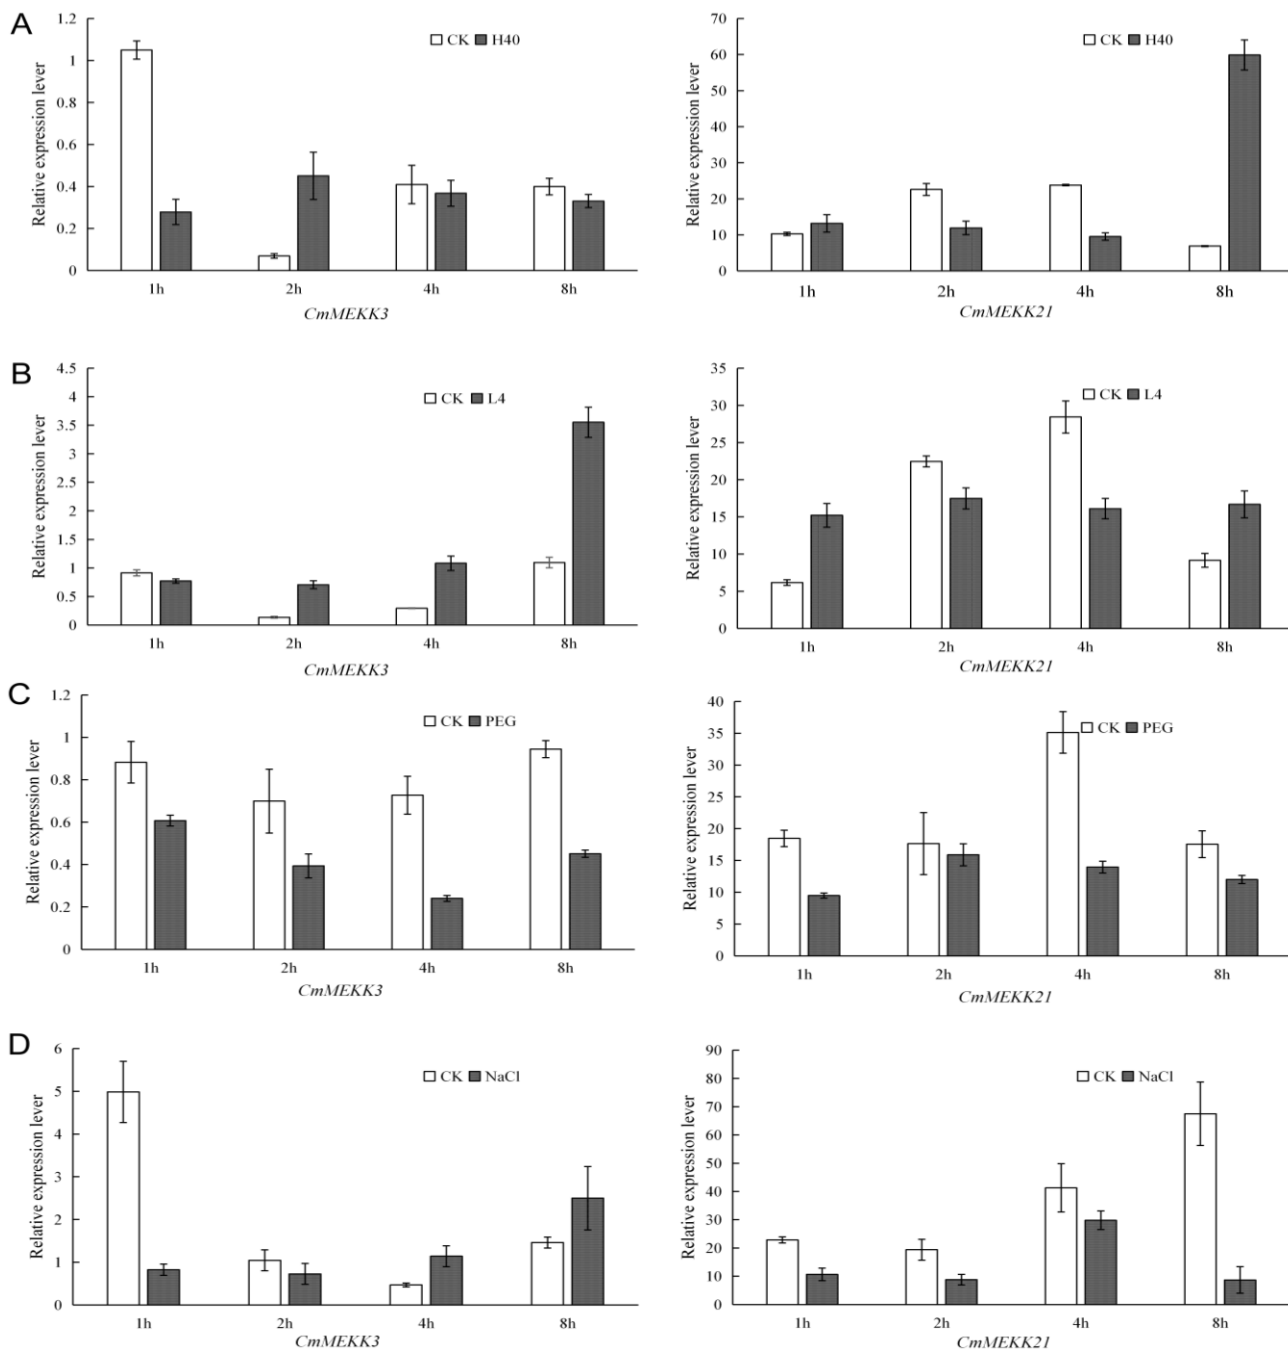 A
Relative expression lever
1.2
1
0.8
0.6
0.4
0.2
0
CK H40
1h 2h 4h 8h
CmMEKK3
Relative expression lever
70
60
50
40
30
20
10
0
CK H40
1h 2h 4h 8h
CmMEKK21
B
Relative expression lever
4.5
4
3.5
3
2.5
2
1.5
1
0.5
0
CK L4
1h 2h 4h 8h
CmMEKK3
Relative expression lever
35
30
25
20
15
10
5
0
CK L4
1h 2h 4h 8h
CmMEKK21
C
Relative expression lever
1.2
1
0.8
0.6
0.4
0.2
0
CK PEG
1h 2h 4h 8h
CmMEKK3
Relative expression lever
40
35
30
25
20
15
10
5
0
CK PEG
1h 2h 4h 8h
CmMEKK21
D
Relative expression lever
6
5
4
3
2
1
0
CK NaCl
1h 2h 4h 8h
CmMEKK3
Relative expression lever
90
80
70
60
50
40
30
20
10
0
CK NaCl
1h 2h 4h 8h
CmMEKK21